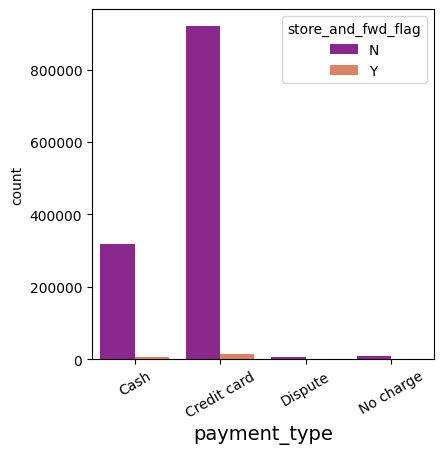 store_and_fwd_flag
N
Y
800000
600000
400000
200000
0
count
Cash
Credit card
Dispute
No charge
payment_type